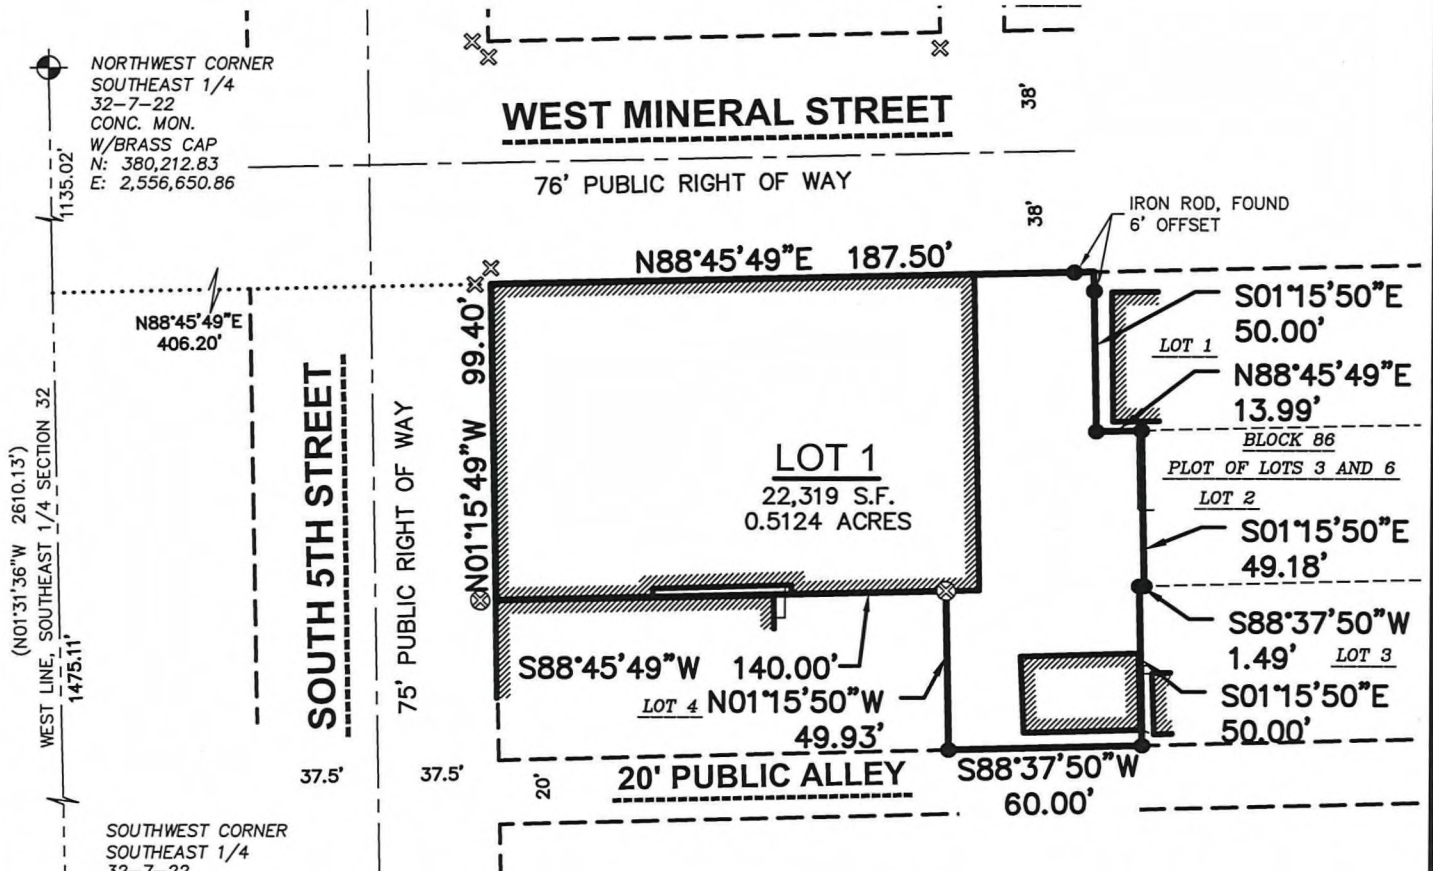 NORTHWEST CORNER
SOUTHEAST 1/4
32-7-22
CONC. MON.
W/BRASS CAP
N: 380,212.83
E: 2,556,650.86
1135.02'
WEST MINERAL STREET
38'
76' PUBLIC RIGHT OF WAY
38'
IRON ROD, FOUND
6' OFFSET
N88°45'49"E 187.50'
N88°45'49"E
406.20'
S01°15'50"E
50.00'
LOT 1
N88°45'49"E
13.99'
BLOCK 86
PLOT OF LOTS 3 AND 6
LOT 2
S01°15'50"E
49.18'
S88°37'50"W
1.49'
LOT 3
S01°15'50"E
50.00'
N01°15'49"W 99.40'
LOT 1
22,319 S.F.
0.5124 ACRES
SOUTH 5TH STREET
75' PUBLIC RIGHT OF WAY
(N01°31'36"W 2610.13')
WEST LINE, SOUTHEAST 1/4 SECTION 32
1475.11'
S88°45'49"W 140.00'
LOT 4
N01°15'50"W
49.93'
37.5'
37.5'
20'
20' PUBLIC ALLEY
S88°37'50"W
60.00'
SOUTHWEST CORNER
SOUTHEAST 1/4
32-7-22